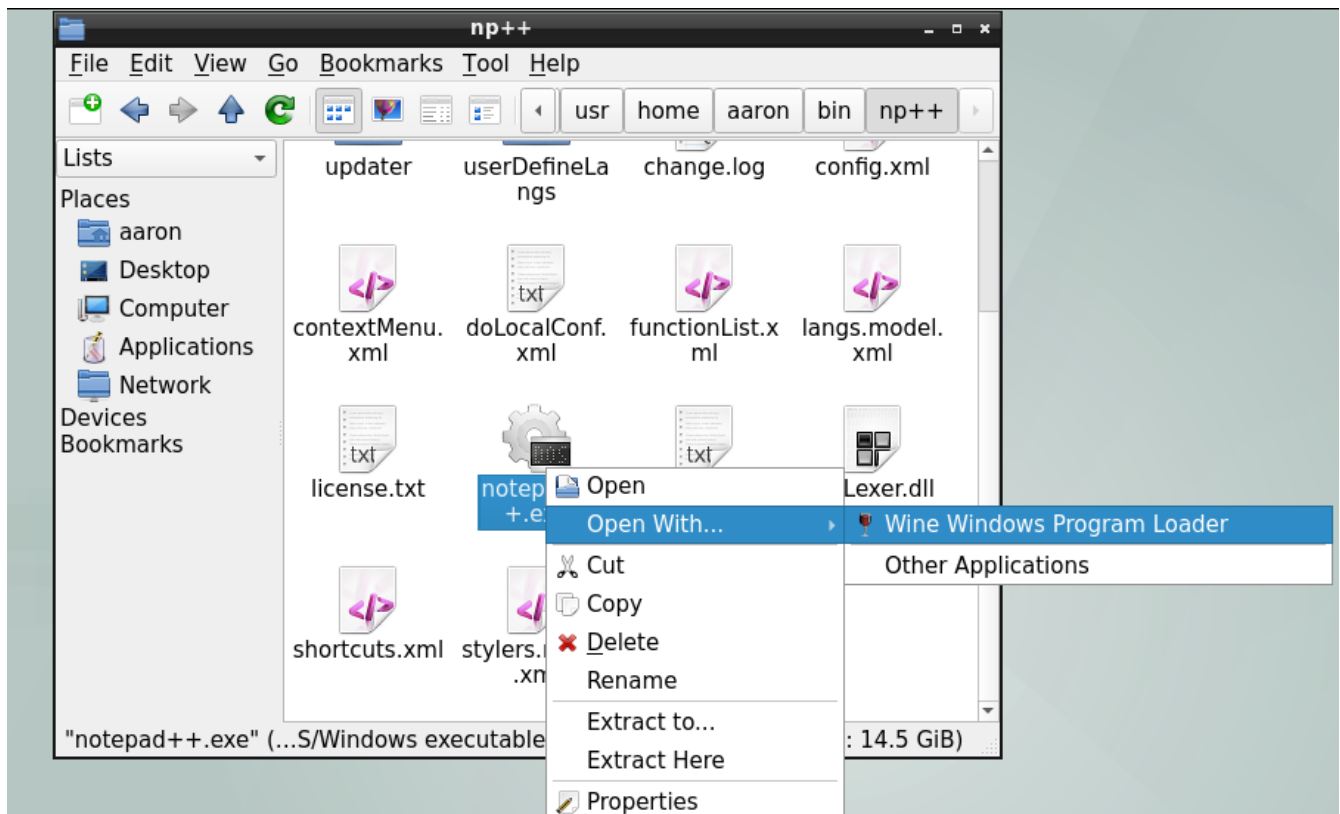 np++
File Edit View Go Bookmarks Tool Help
usr home aaron bin np++
Lists
Places
aaron
Desktop
Computer
Applications
Network
Devices
Bookmarks
updater userDefineLa change.log config.xml
ngs
txt
contextMenu. doLocalConf. functionList.x langs.model.
xml xml ml xml
txt txt
license.txt notep Lexer.dll
+.e
shortcuts.xml stylers.
.xm
Open
Open With...
Cut
Copy
Delete
Rename
Extract to...
Extract Here
Properties
Wine Windows Program Loader
Other Applications
"notepad++.exe" (...S/Windows executable : 14.5 GiB)